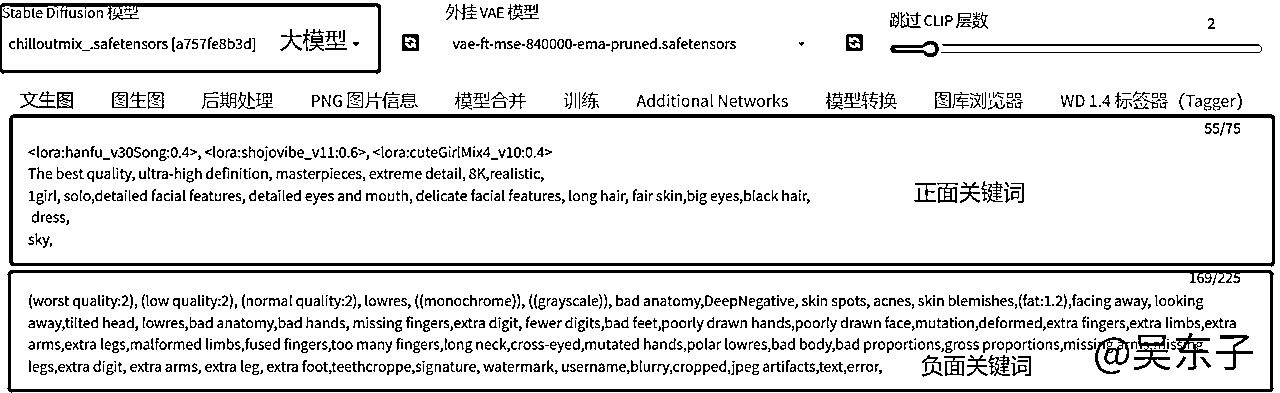 Stable Diffusion 模型
外挂 VAE 模型
跳过 CLIP 层数
2
chilloutmix_.safetensors [a757fe8b3d]
大模型
vae-ft-mse-840000-ema-pruned.safetensors
文生图 图生图 后期处理 PNG 图片信息 模型合并 训练 Additional Networks 模型转换 图库浏览器 WD 1.4 标签器 (Tagger)
55/75
<lora:hanfu_v30Song:0.4>, <lora:shojovibe_v11:0.6>, <lora:cuteGirlMix4_v10:0.4>
The best quality, ultra-high definition, masterpieces, extreme detail, 8K,realistic,
1girl, solo,detailed facial features, detailed eyes and mouth, delicate facial features, long hair, fair skin,big eyes,black hair,
dress,
sky,
正面关键词
169/225
(worst quality:2), (low quality:2), (normal quality:2), lowres, ((monochrome)), ((grayscale)), bad anatomy,DeepNegative, skin spots, acnes, skin blemishes,(fat:1.2),facing away, looking
away,tilted head, lowres,bad anatomy,bad hands, missing fingers,extra digit, fewer digits,bad feet,poorly drawn hands,poorly drawn face,mutation,deformed,extra fingers,extra limbs,extra
arms,extra legs,malformed limbs,fused fingers,too many fingers,long neck,cross-eyed,mutated hands,polar lowres,bad body,bad proportions,gross proportions,missing arms,missing
legs,extra digit, extra arms, extra leg, extra foot,teethcroppe,signature, watermark, username,blurry,cropped,jpeg artifacts,text,error,
负面关键词
@吴东子